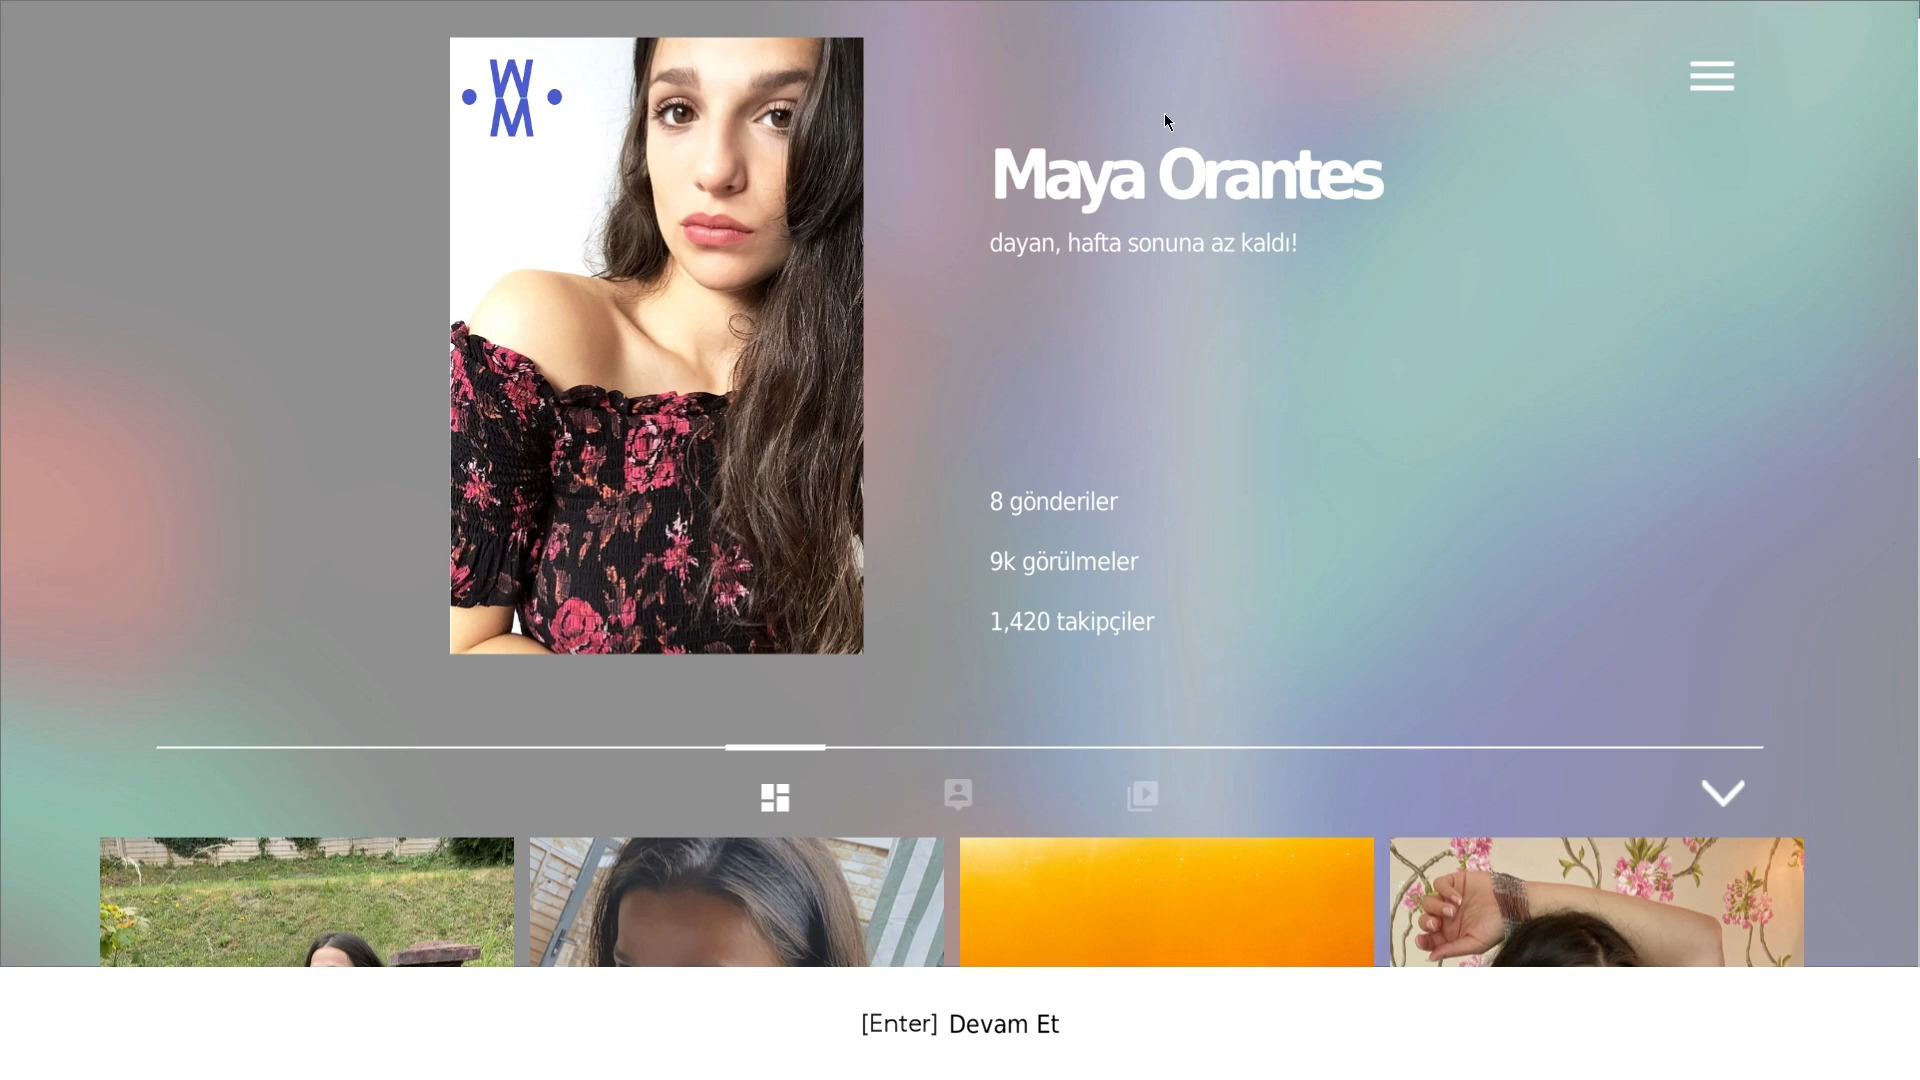 WM
Maya Orantes
dayan, hafta sonuna az kaldı!
8 gönderiler
9k görülmeler
1,420 takipçiler
[Enter] Devam Et